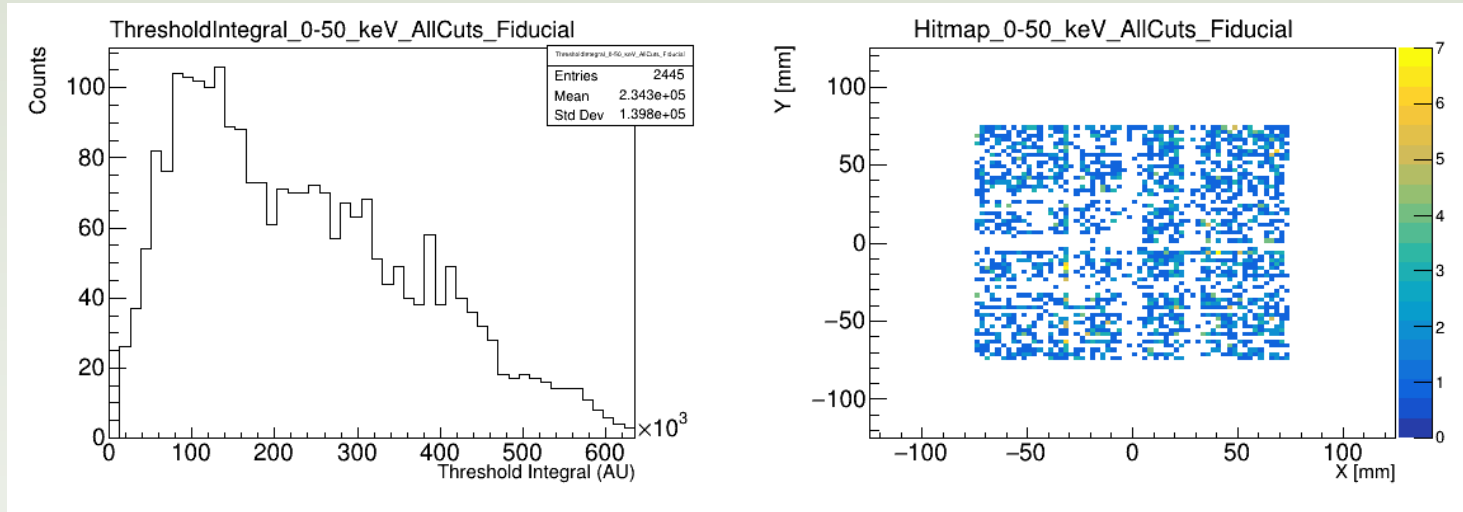 ThresholdIntegral_0-50_keV_AllCuts_Fiducial
ThresholdIntegral_0-50_keV_AllCuts_Fiducial
Entries 2445
Mean 2.343e+05
Std Dev 1.398e+05
Counts
100
80
60
40
20
0
0 100 200 300 400 500 600
×10³
Threshold Integral (AU)
Hitmap_0-50_keV_AllCuts_Fiducial
Y [mm]
100
50
0
−50
−100
−100 −50 0 50 100
X [mm]
7
6
5
4
3
2
1
0